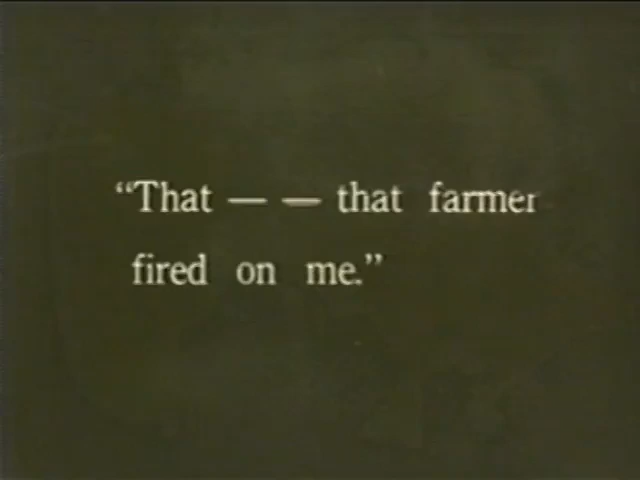 “That — — that farmer
fired on me.”